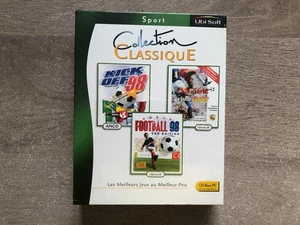 Sport
Ubi Soft
Collection
CLASSIQUE
KICK
OFF 98
ANCO
FOOTBALL 98
Les Meilleurs Jeux au Meilleur Prix
CD-Rom PC